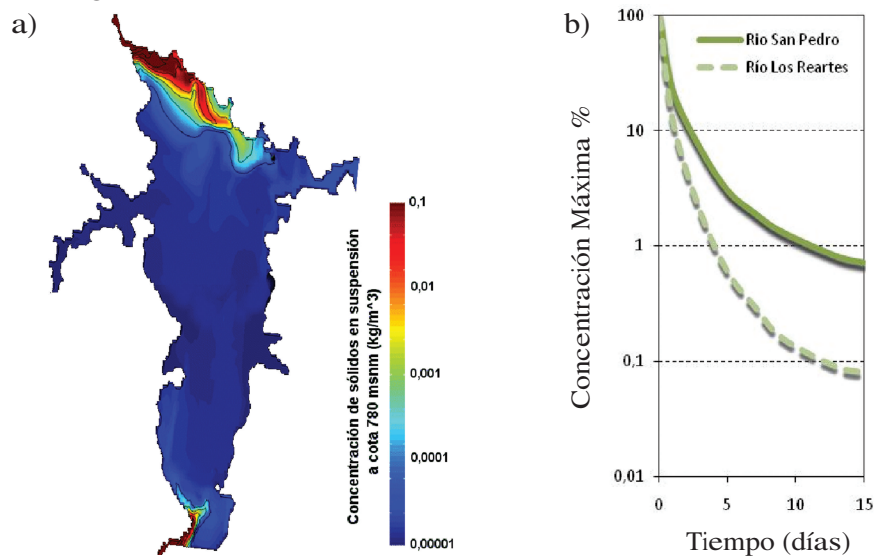 a)
Concentración de sólidos en suspensión
a cota 780 msnm (kg/m^3)
0,1
0,01
0,001
0,0001
0,00001
b)
Concentración Máxima %
100
10
1
0,1
0,01
Rio San Pedro
Río Los Reartes
0
5
10
15
Tiempo (días)